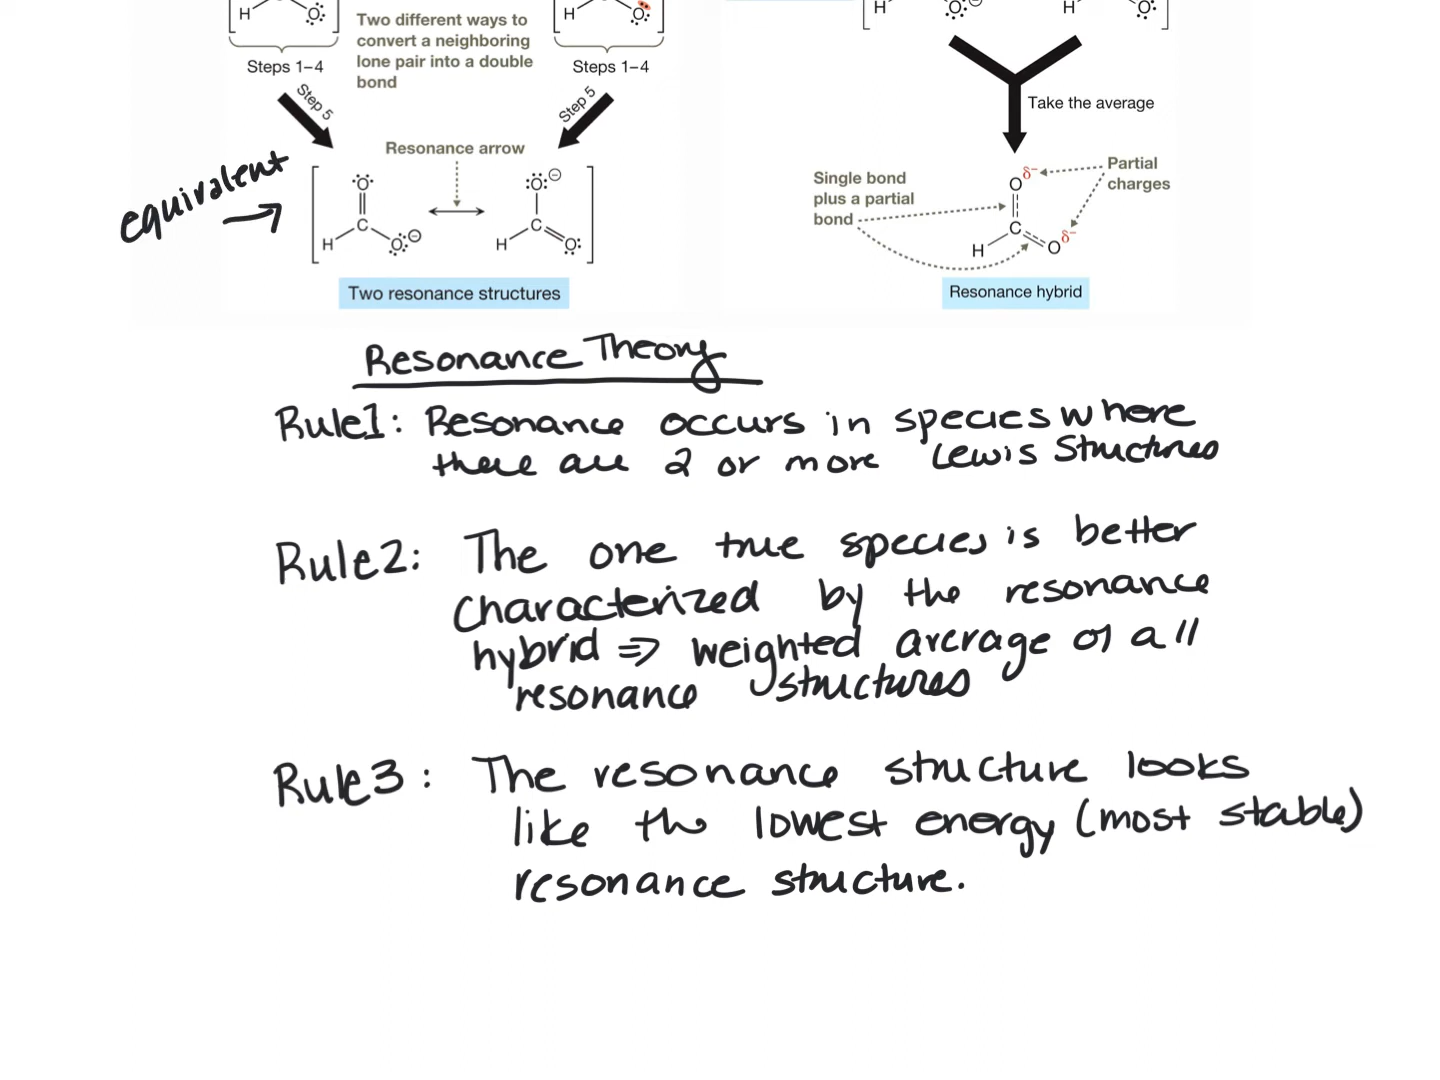 Two different ways to
convert a neighboring
lone pair into a double
bond
H
O
H
O
Steps 1–4
Steps 1–4
Step 5
Step 5
Resonance arrow
equivalent
O
C
H
O
O
C
H
O
Two resonance structures
H
O
H
O
Take the average
Single bond
plus a partial
bond
Partial
charges
O δ−
C
H
O δ−
Resonance hybrid
Resonance Theory
Rule1: Resonance occurs in species where
there are 2 or more Lewis Structures
Rule2: The one true species is better
characterized by the resonance
hybrid ⇒ weighted average of all
resonance structures
Rule3: The resonance structure looks
like the lowest energy (most stable)
resonance structure.